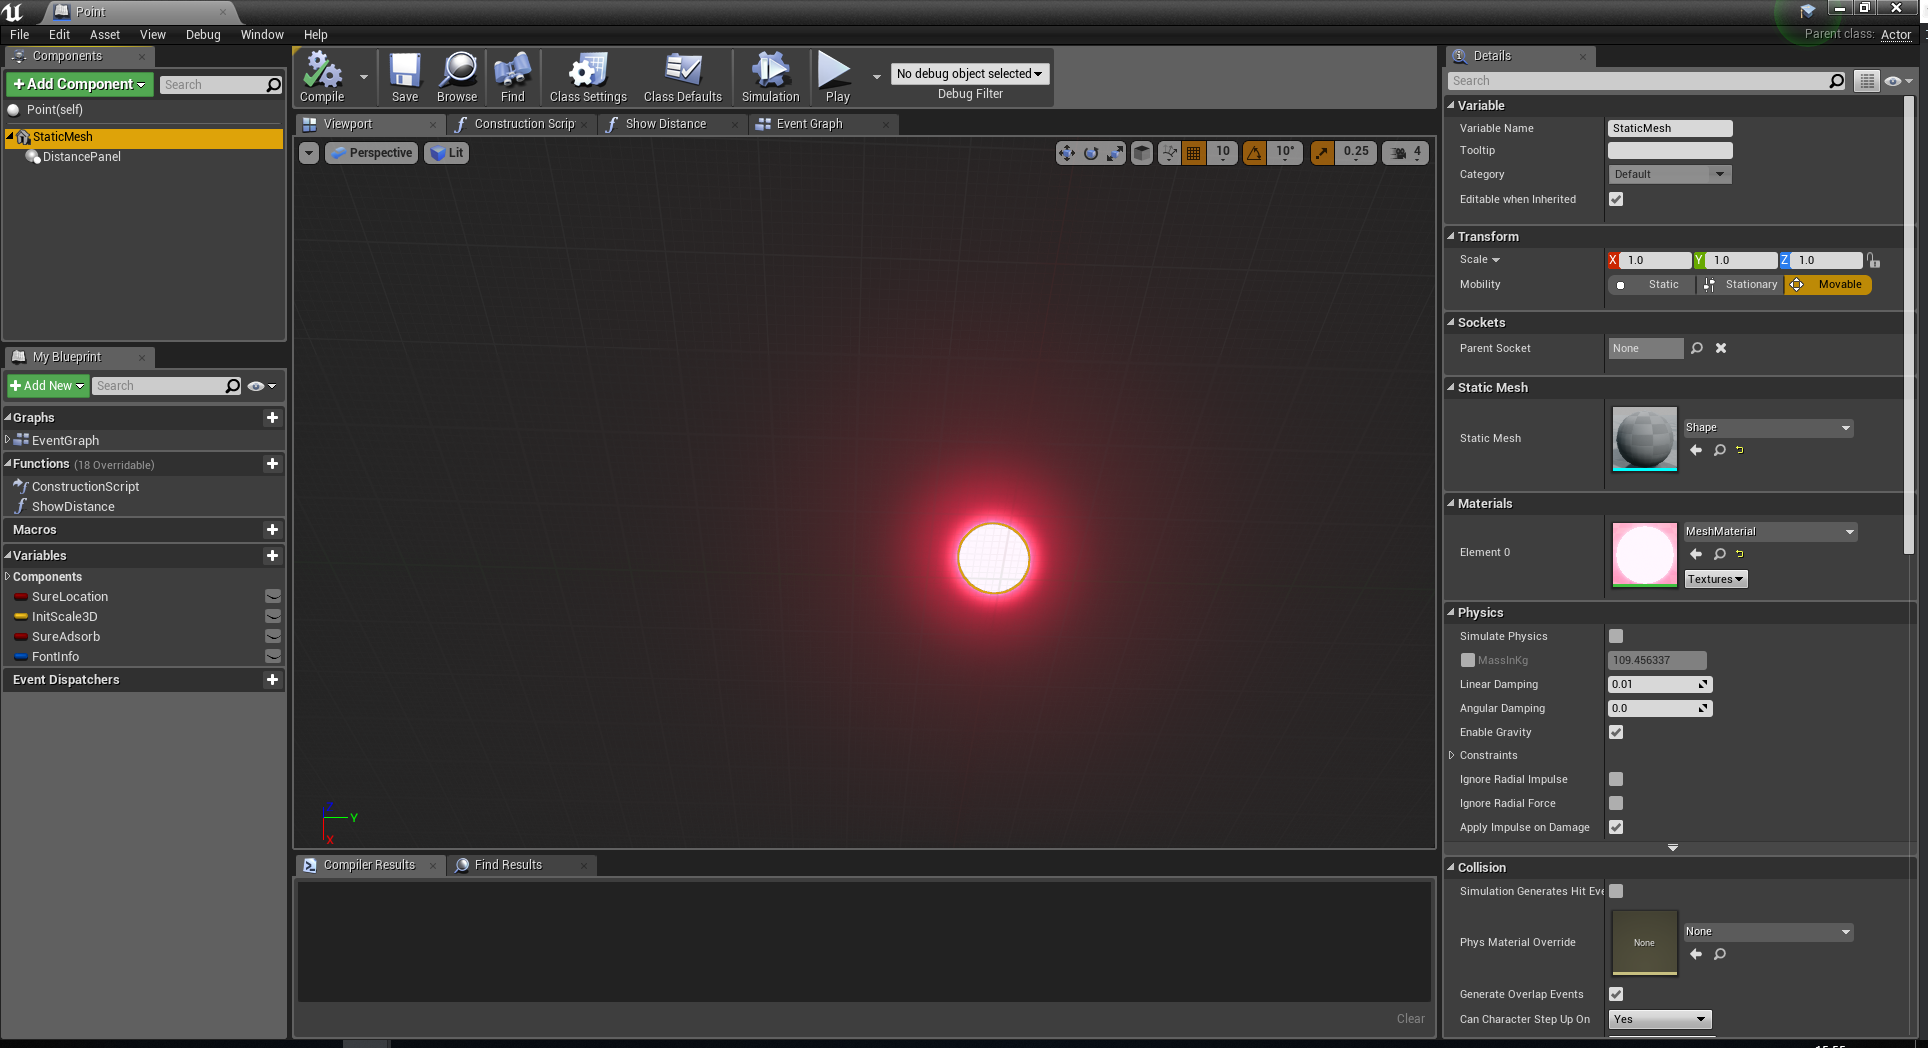 Point
File Edit Asset View Debug Window Help
Parent class: Actor
Components
+Add Component
Search
Point(self)
StaticMesh
DistancePanel
My Blueprint
+Add New
Search
Graphs
EventGraph
Functions (18 Overridable)
ConstructionScript
ShowDistance
Macros
Variables
Components
SureLocation
InitScale3D
SureAdsorb
FontInfo
Event Dispatchers
Compile Save Browse Find Class Settings Class Defaults Simulation Play
No debug object selected
Debug Filter
Viewport Construction Scrip Show Distance Event Graph
Perspective Lit
10 10° 0.25 4
Z
Y
X
Compiler Results Find Results
Clear
Details
Search
Variable
Variable Name StaticMesh
Tooltip
Category Default
Editable when Inherited
Transform
Scale X 1.0 Y 1.0 Z 1.0
Mobility Static Stationary Movable
Sockets
Parent Socket None
Static Mesh
Static Mesh Shape
Materials
Element 0 MeshMaterial
Textures
Physics
Simulate Physics
MassInKg 109.456337
Linear Damping 0.01
Angular Damping 0.0
Enable Gravity
Constraints
Ignore Radial Impulse
Ignore Radial Force
Apply Impulse on Damage
Collision
Simulation Generates Hit Eve
Phys Material Override None None
Generate Overlap Events
Can Character Step Up On Yes